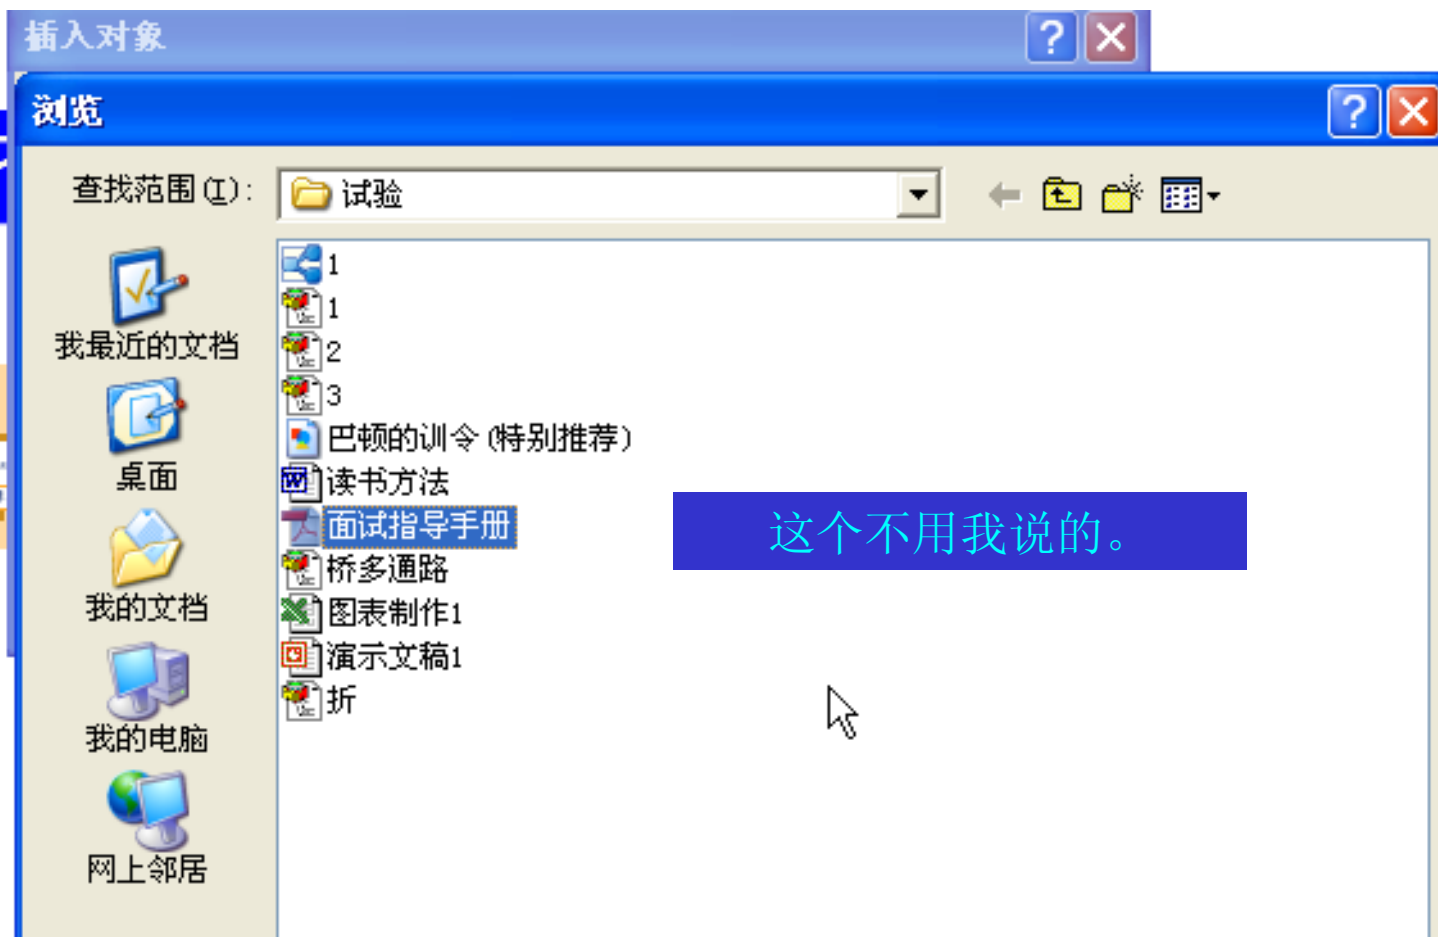 插入对象
浏览
查找范围(I):
试验
我最近的文档
桌面
我的文档
我的电脑
网上邻居
1
1
2
3
巴顿的训令(特别推荐)
读书方法
面试指导手册
桥多通路
图表制作1
演示文稿1
折
这个不用我说的。